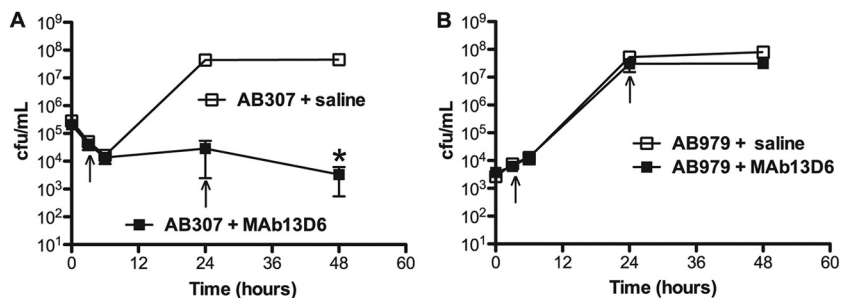 A
cfu/mL
10⁹
10⁸
10⁷
10⁶
10⁵
10⁴
10³
10²
10¹
AB307 + saline
*
AB307 + MAb13D6
0 12 24 36 48 60
Time (hours)
B
cfu/mL
10⁹
10⁸
10⁷
10⁶
10⁵
10⁴
10³
10²
10¹
AB979 + saline
AB979 + MAb13D6
0 12 24 36 48 60
Time (hours)